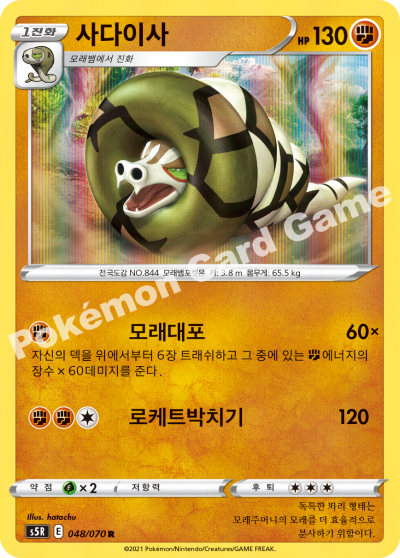 1진화
사다이사
HP 130
모래뱀에서 진화
전국도감 NO.844 모래뱀포켓몬 키: 3.8 m 몸무게: 65.5 kg
모래대포 60×
자신의 덱을 위에서부터 6장 트래쉬하고 그 중에 있는 에너지의
장수 × 60데미지를 준다.
로케트박치기 120
약점 ×2 저항력 후퇴
Illus. hatachu
s5R E 048/070 R
독특한 똬리 형태는
모래주머니의 모래를 더 효율적으로
분사하기 위함이다.
©2021 Pokémon/Nintendo/Creatures/GAME FREAK.
Pokémon Card Game